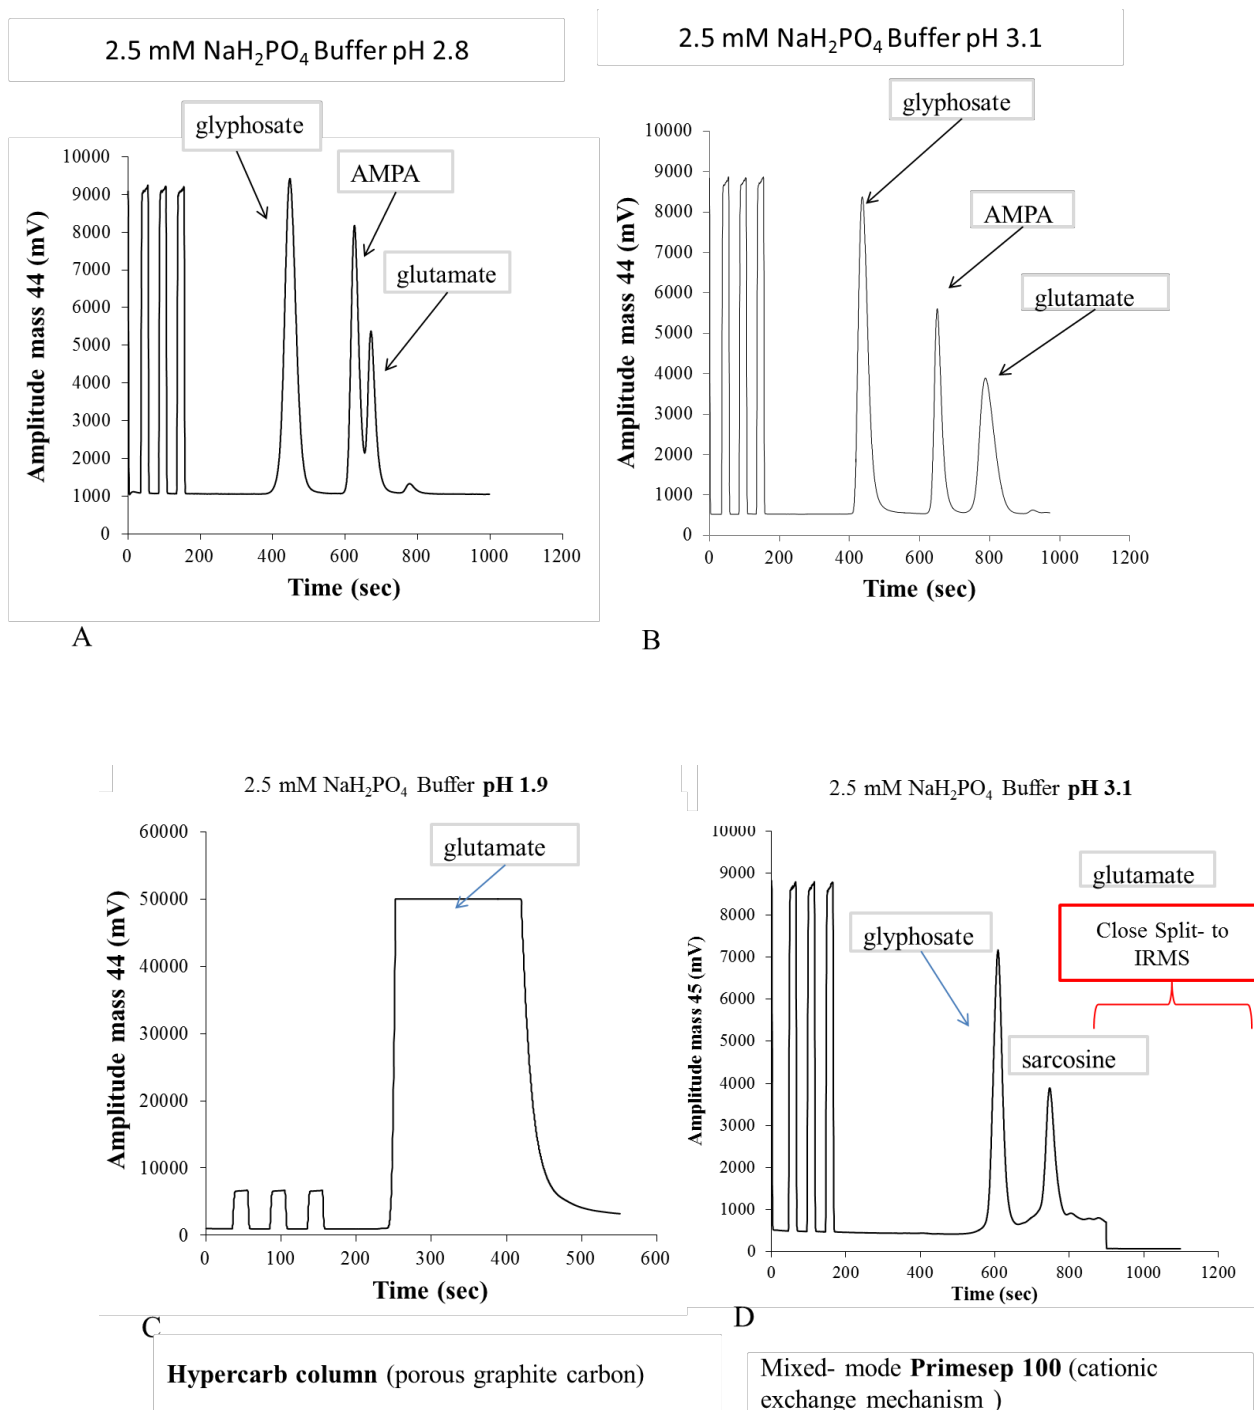 2.5 mM NaH₂PO₄ Buffer pH 2.8
glyphosate
AMPA
glutamate
Amplitude mass 44 (mV)
10000
9000
8000
7000
6000
5000
4000
3000
2000
1000
0
0 200 400 600 800 1000 1200
Time (sec)
A
2.5 mM NaH₂PO₄ Buffer pH 3.1
glyphosate
AMPA
glutamate
Amplitude mass 44 (mV)
10000
9000
8000
7000
6000
5000
4000
3000
2000
1000
0
0 200 400 600 800 1000 1200
Time (sec)
B
2.5 mM NaH₂PO₄ Buffer pH 1.9
glutamate
Amplitude mass 44 (mV)
60000
50000
40000
30000
20000
10000
0
0 100 200 300 400 500 600
Time (sec)
C
Hypercarb column (porous graphite carbon)
2.5 mM NaH₂PO₄ Buffer pH 3.1
glutamate
Close Split- to
IRMS
glyphosate
sarcosine
Amplitude mass 45 (mV)
10000
9000
8000
7000
6000
5000
4000
3000
2000
1000
0
0 200 400 600 800 1000 1200
Time (sec)
D
Mixed- mode Primesep 100 (cationic
exchange mechanism )